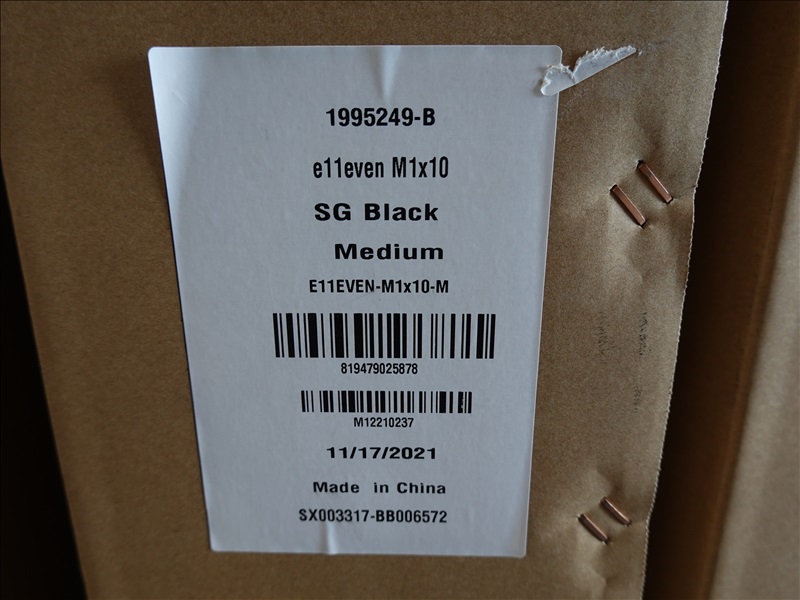 1995249-B
e11even M1x10
SG Black
Medium
E11EVEN-M1x10-M
819479025878
M12210237
11/17/2021
Made in China
SX003317-BB006572